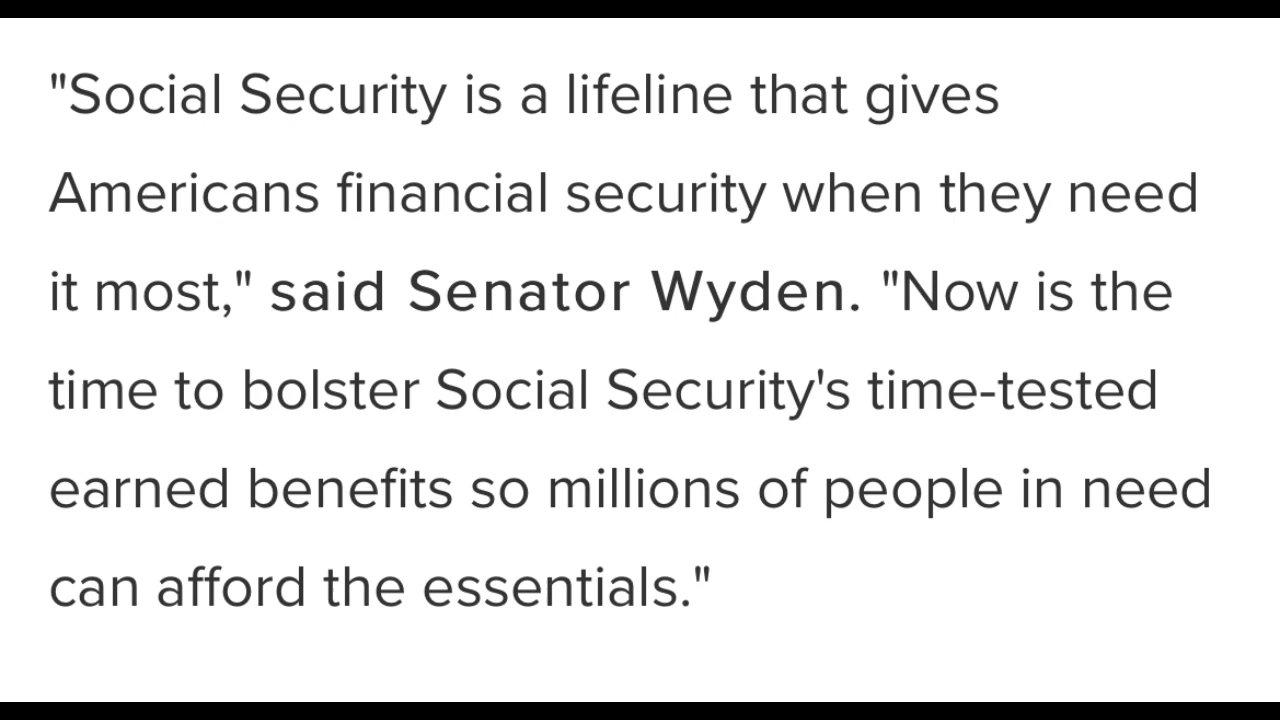 "Social Security is a lifeline that gives
Americans financial security when they need
it most," said Senator Wyden. "Now is the
time to bolster Social Security's time-tested
earned benefits so millions of people in need
can afford the essentials."